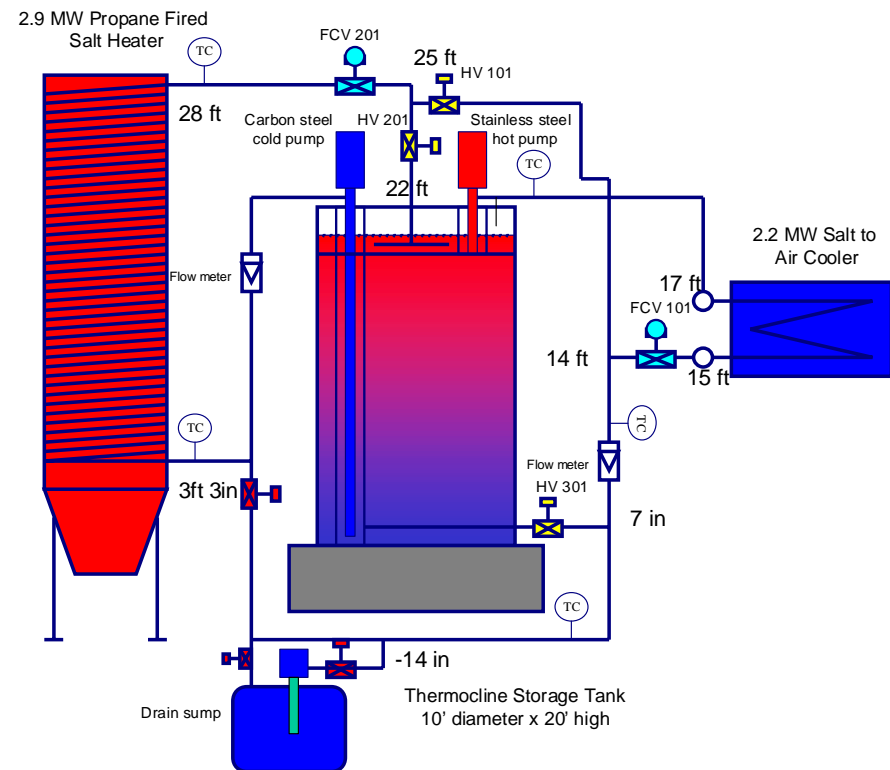 2.9 MW Propane Fired
Salt Heater
TC
FCV 201
25 ft
HV 101
28 ft
Carbon steel
cold pump
HV 201
Stainless steel
hot pump
TC
22 ft
Flow meter
2.2 MW Salt to
Air Cooler
17 ft
FCV 101
14 ft
15 ft
TC
TC
Flow meter
3ft 3in
HV 301
7 in
TC
-14 in
Drain sump
Thermocline Storage Tank
10’ diameter x 20’ high